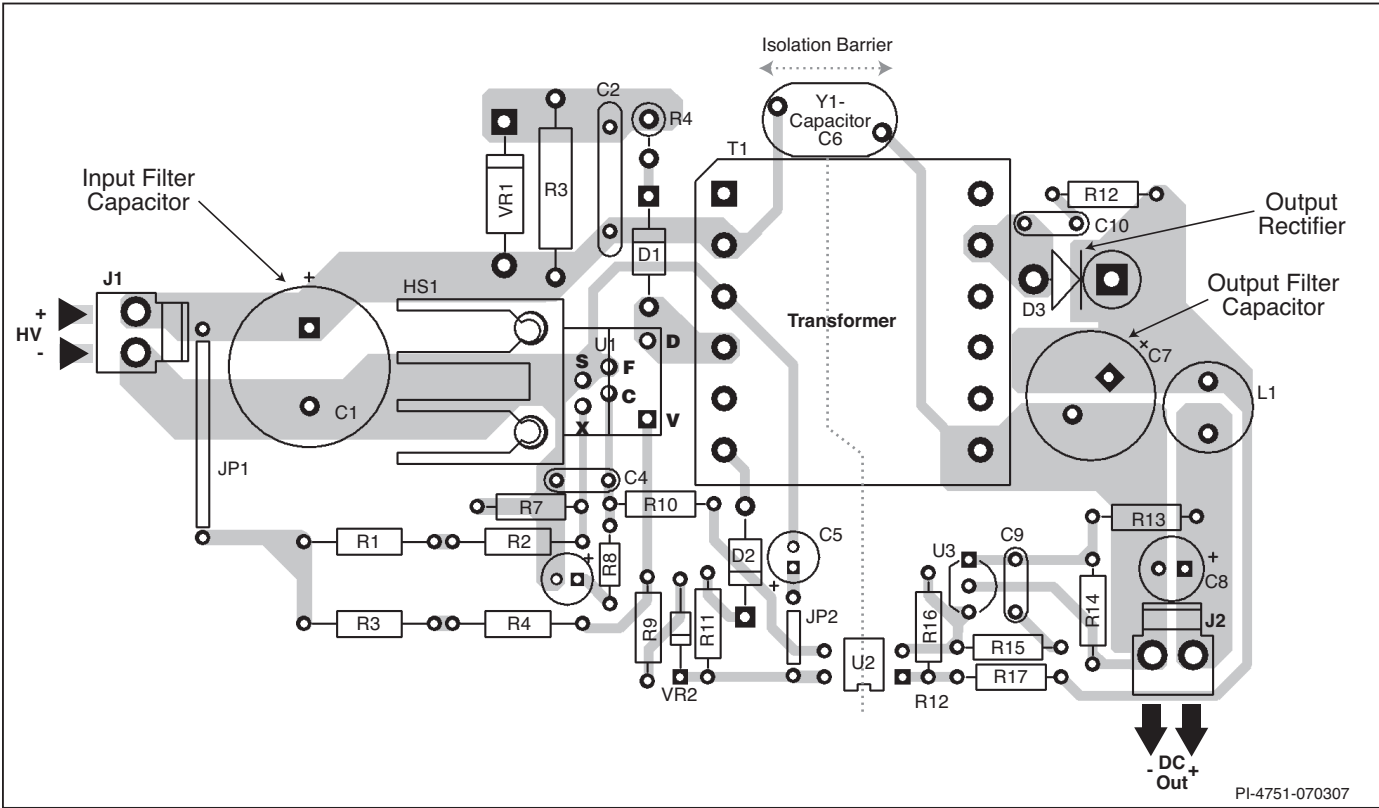 Isolation Barrier
Y1-
Capacitor
C6
C2
R4
T1
Input Filter
Capacitor
VR1
R3
R12
Output
Rectifier
C10
D1
J1
+
HS1
Output Filter
Capacitor
D3
+
HV
-
Transformer
U1
D
+
C7
S
F
C
L1
C1
X
V
JP1
C4
R7
R10
R13
C5
R1
R2
+
R8
D2
U3
C9
+
C8
+
R3
R4
R9
R11
JP2
R16
R14
J2
R15
U2
R17
VR2
R12
- DC +
Out
PI-4751-070307